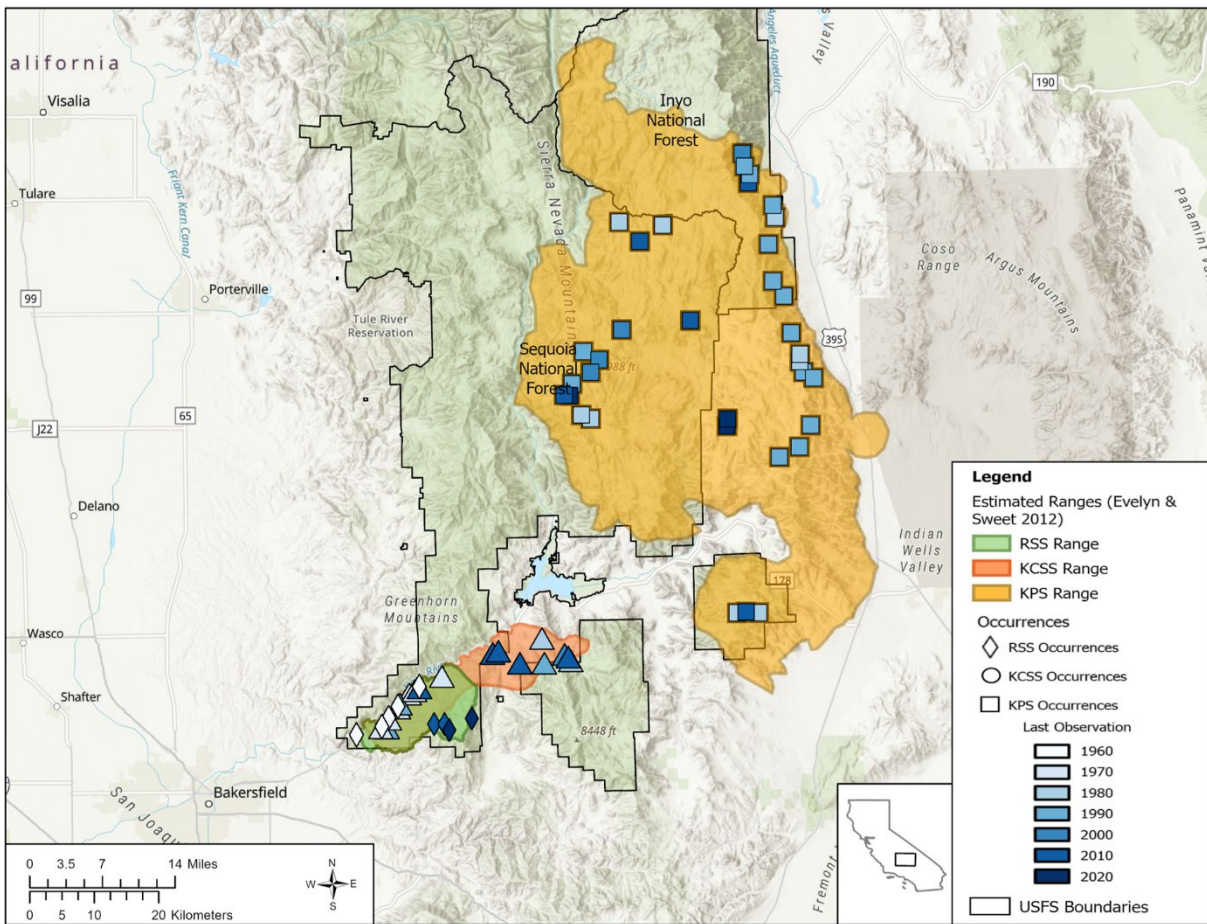 alifornia
Visalia
Tulare
Friant Kern Canal
Porterville
99
Tule River
Reservation
65
J22
Delano
Wasco
Shafter
Bakersfield
San Joaqu
Greenhorn
Mountains
8448 ft
Sierra Nevada Mountains
Inyo
National
Forest
Sequoia
National
Forest
988 ft
Angeles Aqueduct
s Valley
190
395
Coso
Range
Argus Mountains
Panamint Va
Indian
Wells
Valley
178
Fremont
Legend
Estimated Ranges (Evelyn &
Sweet 2012)
RSS Range
KCSS Range
KPS Range
Occurrences
RSS Occurrences
KCSS Occurrences
KPS Occurrences
Last Observation
1960
1970
1980
1990
2000
2010
2020
USFS Boundaries
0 3.5 7 14 Miles
0 5 10 20 Kilometers
N
W E
S